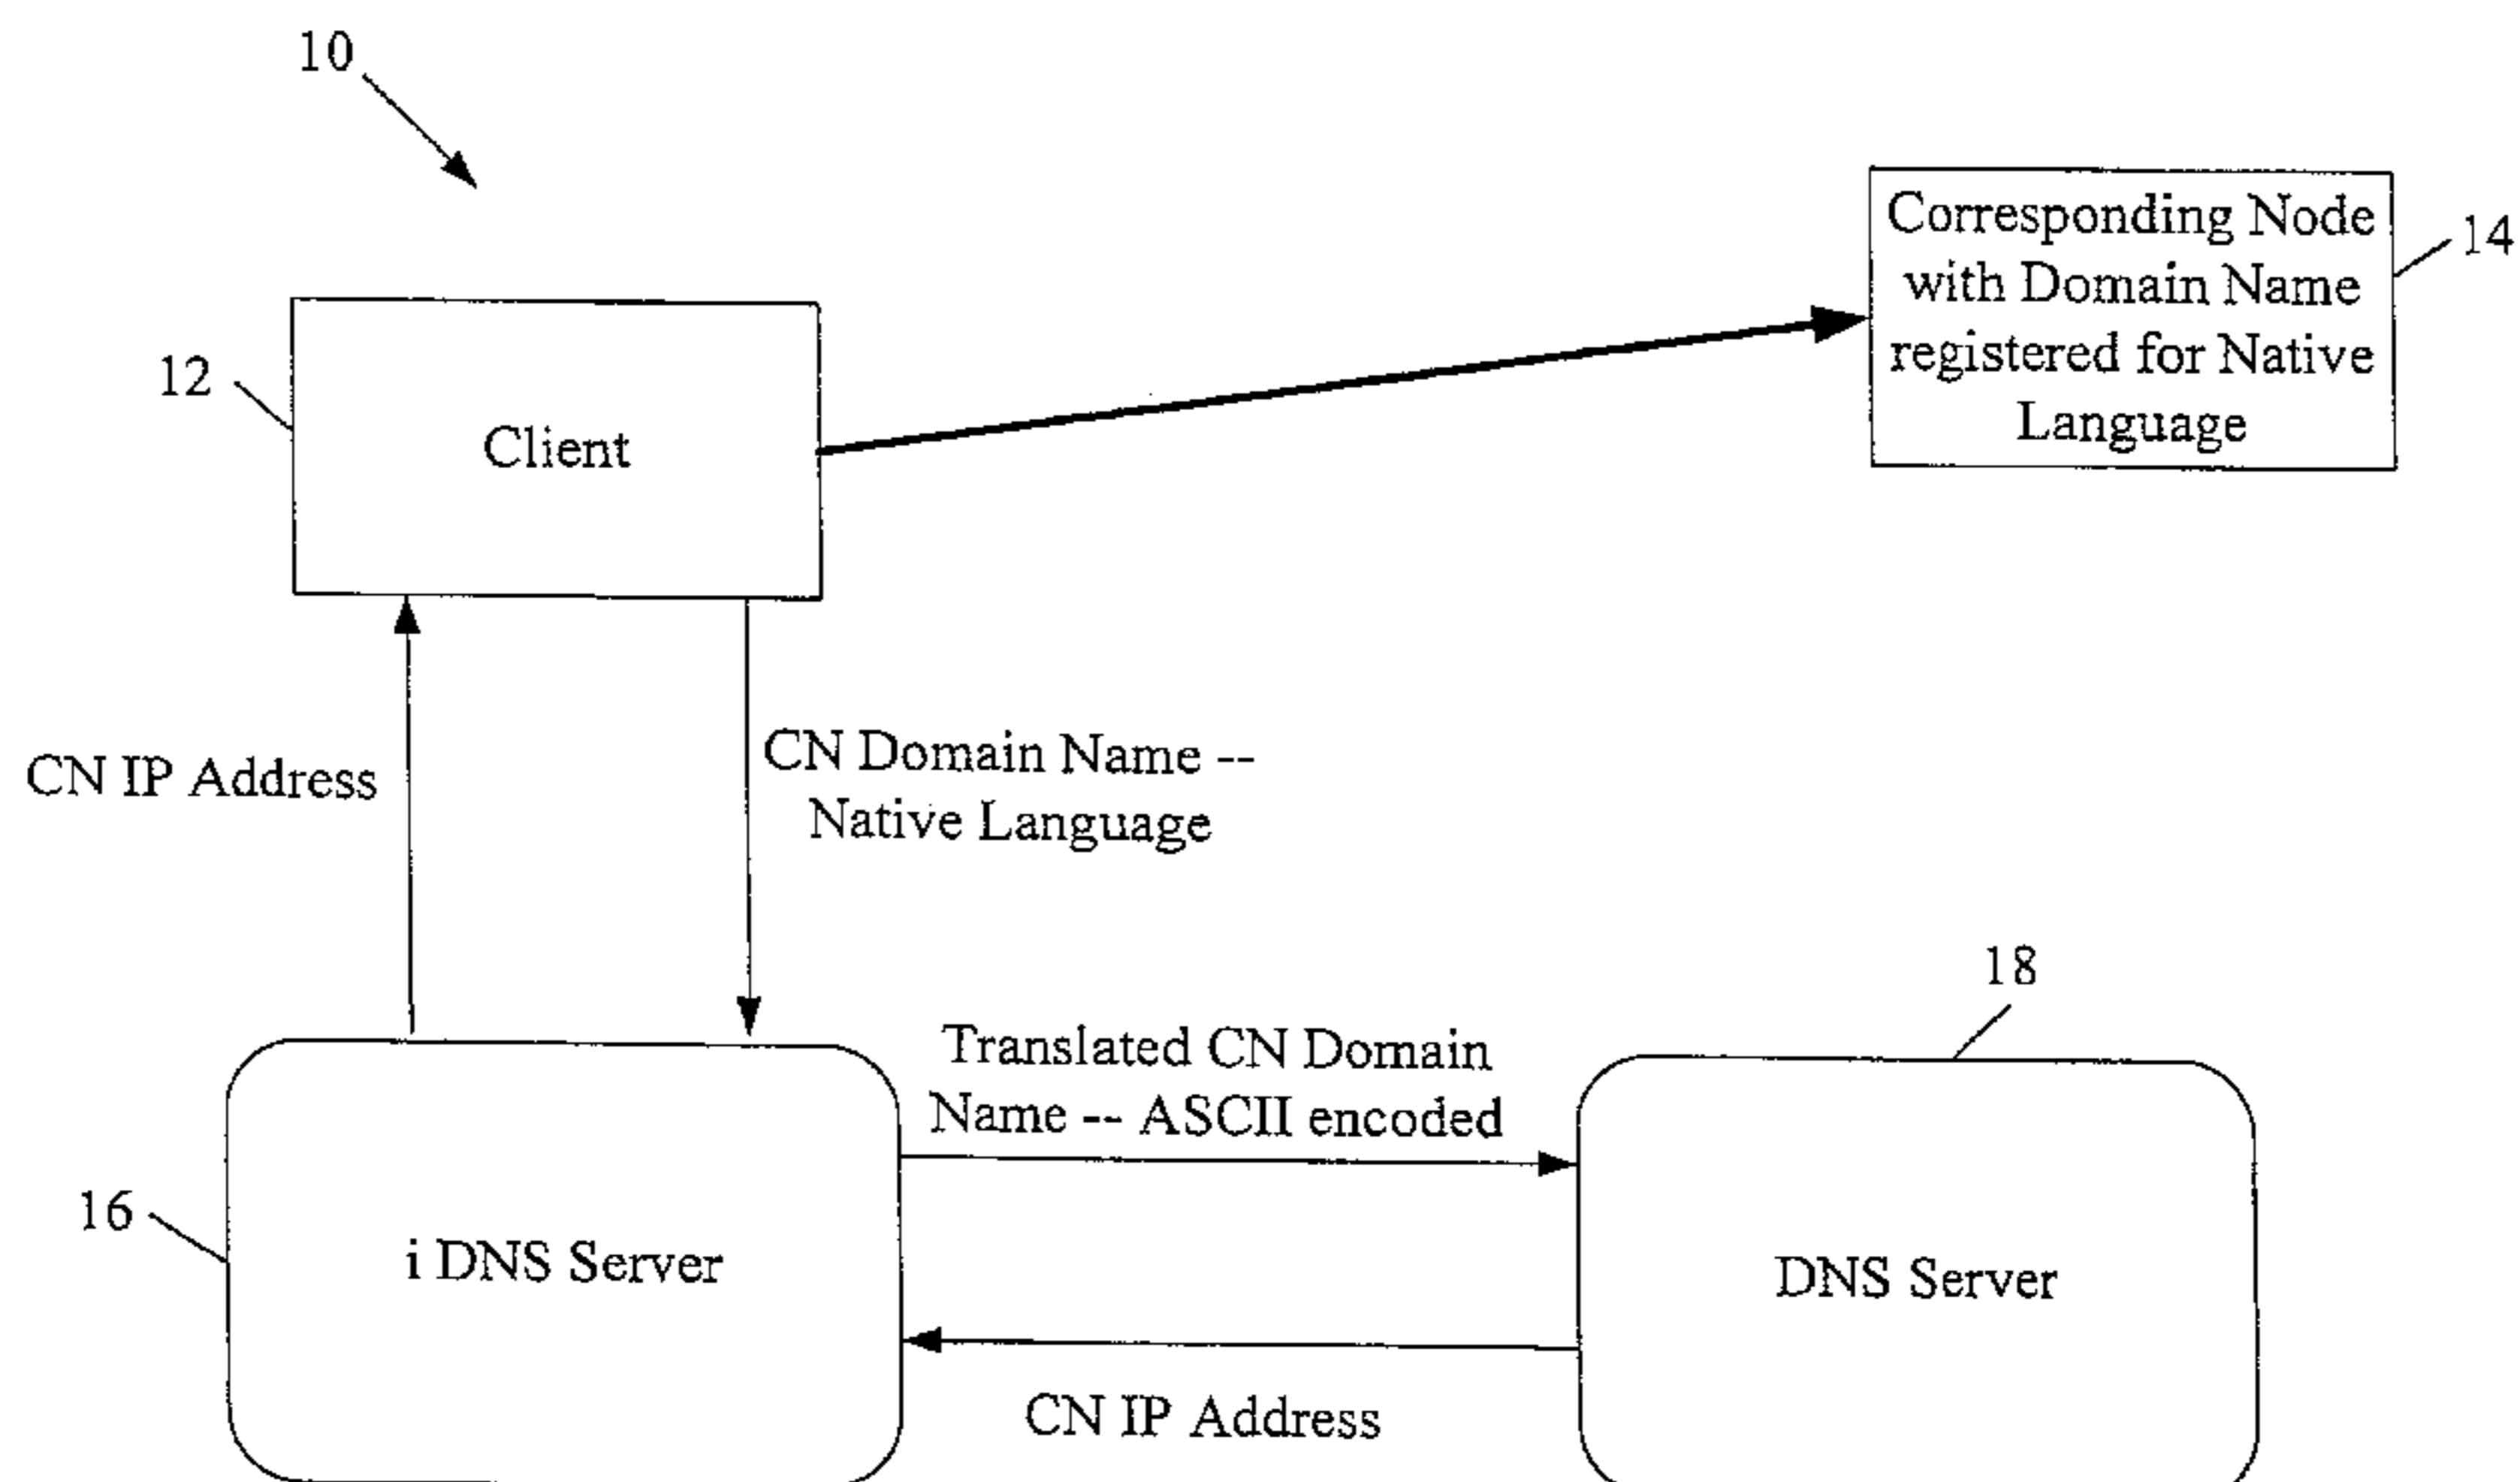 10
Corresponding Node
with Domain Name
registered for Native
Language
14
12
Client
CN IP Address
CN Domain Name --
Native Language
18
Translated CN Domain
Name -- ASCII encoded
16
i DNS Server
DNS Server
CN IP Address